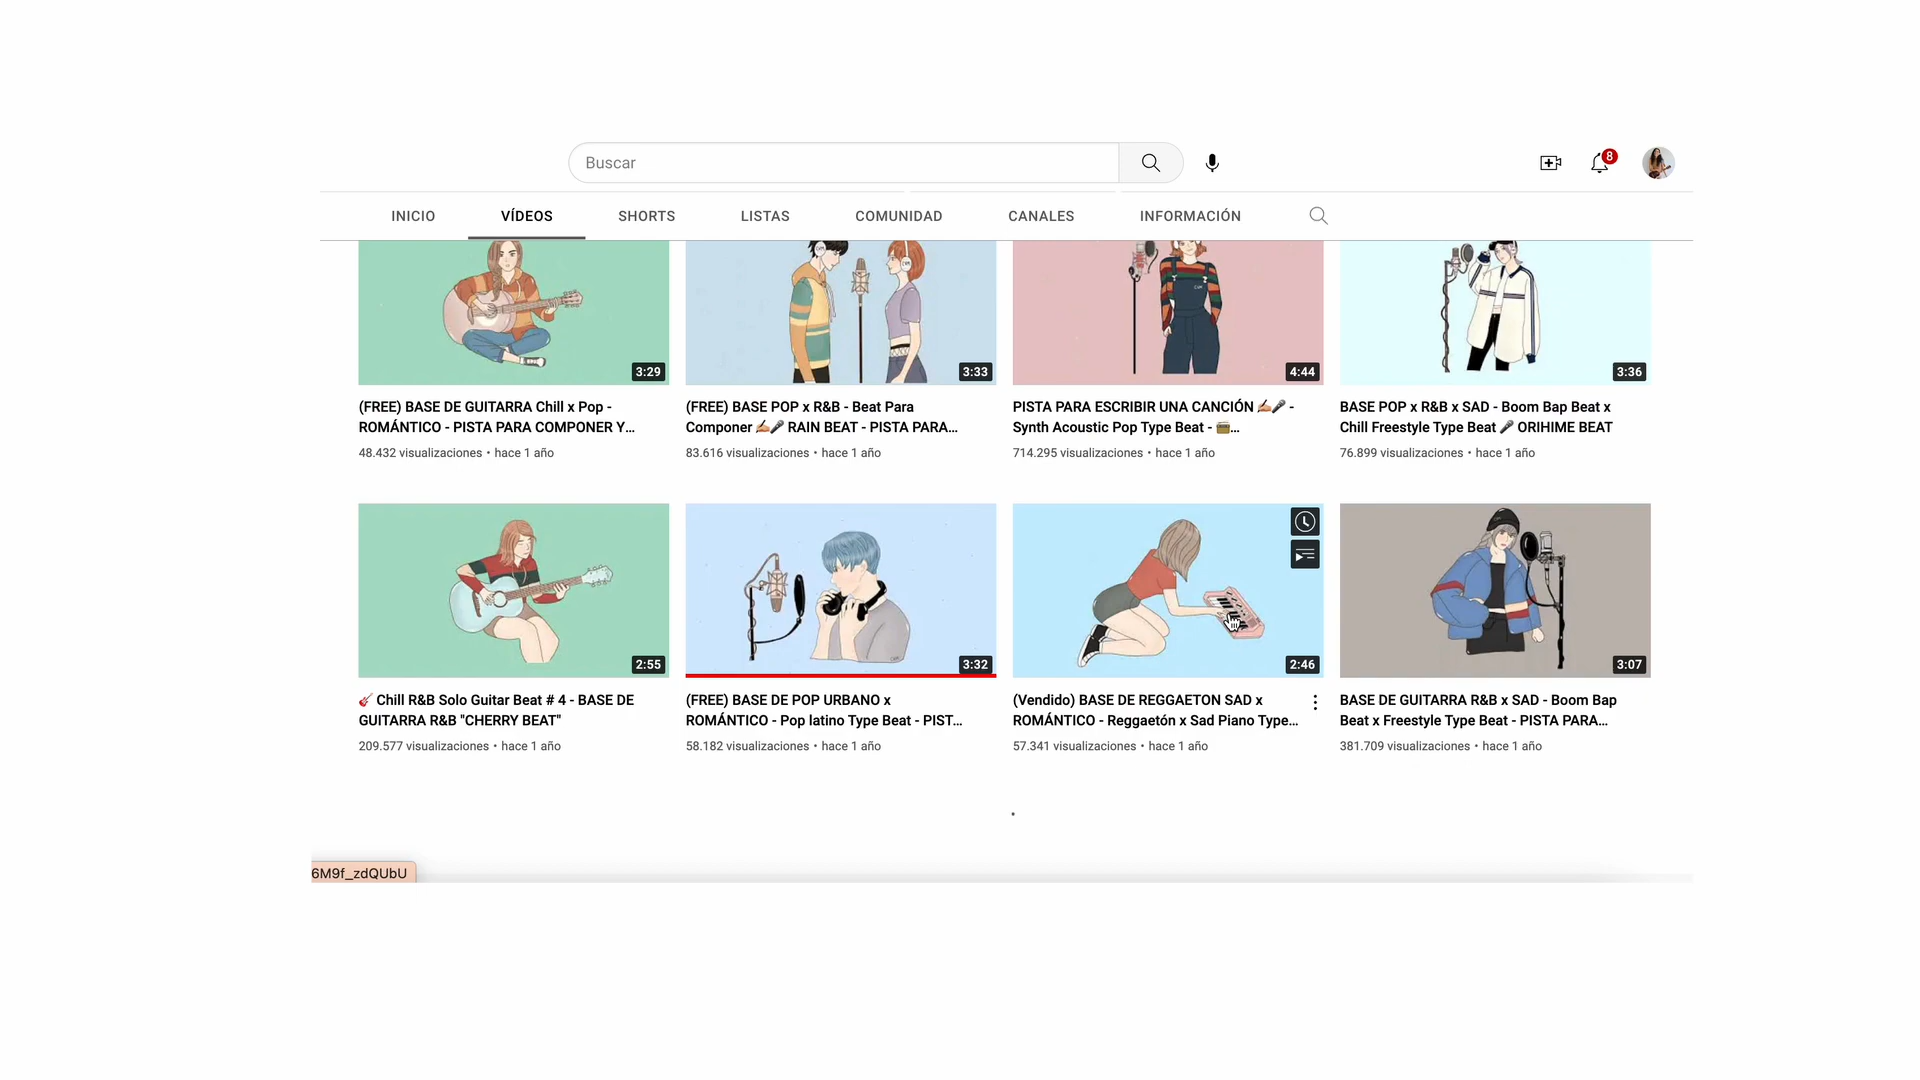 Buscar
8
INICIO VÍDEOS SHORTS LISTAS COMUNIDAD CANALES INFORMACIÓN
3:29
3:33
4:44
3:36
(FREE) BASE DE GUITARRA Chill x Pop -
ROMÁNTICO - PISTA PARA COMPONER Y...
48.432 visualizaciones • hace 1 año
(FREE) BASE POP x R&B - Beat Para
Componer ✍🏼🎤 RAIN BEAT - PISTA PARA...
83.616 visualizaciones • hace 1 año
PISTA PARA ESCRIBIR UNA CANCIÓN ✍🏼🎤 -
Synth Acoustic Pop Type Beat - 📻...
714.295 visualizaciones • hace 1 año
BASE POP x R&B x SAD - Boom Bap Beat x
Chill Freestyle Type Beat 🎤 ORIHIME BEAT
76.899 visualizaciones • hace 1 año
2:55
3:32
2:46
3:07
🎸 Chill R&B Solo Guitar Beat # 4 - BASE DE
GUITARRA R&B "CHERRY BEAT"
209.577 visualizaciones • hace 1 año
(FREE) BASE DE POP URBANO x
ROMÁNTICO - Pop latino Type Beat - PIST...
58.182 visualizaciones • hace 1 año
(Vendido) BASE DE REGGAETON SAD x
ROMÁNTICO - Reggaetón x Sad Piano Type...
57.341 visualizaciones • hace 1 año
BASE DE GUITARRA R&B x SAD - Boom Bap
Beat x Freestyle Type Beat - PISTA PARA...
381.709 visualizaciones • hace 1 año
6M9f_zdQUbU